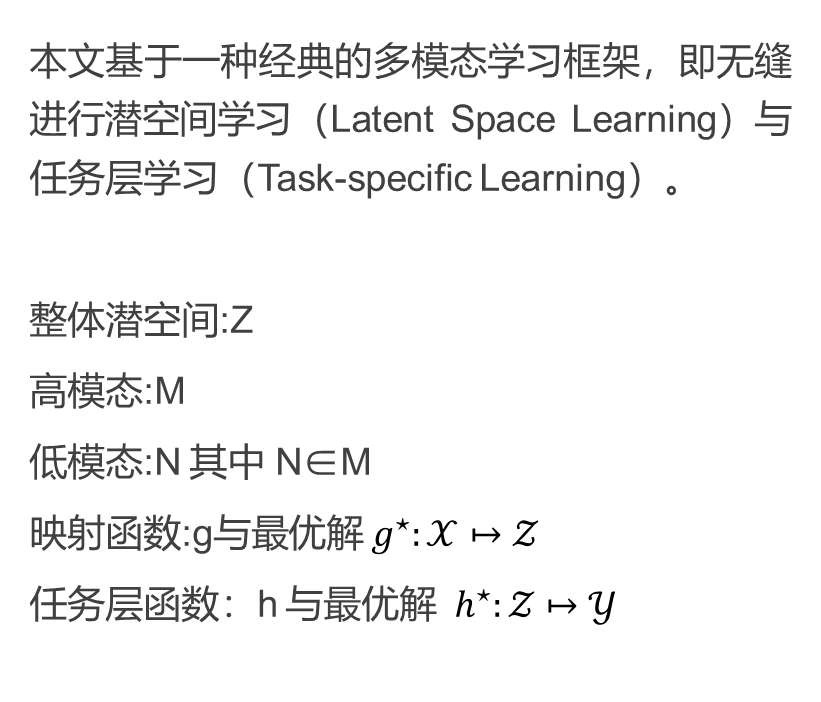 本文基于一种经典的多模态学习框架，即无缝
进行潜空间学习（Latent Space Learning）与
任务层学习（Task-specific Learning）。
整体潜空间:Z
高模态:M
低模态:N 其中 N∈M
映射函数:g与最优解 g⋆: 𝒳 ↦ 𝒵
任务层函数：h 与最优解 h⋆: 𝒵 ↦ 𝒴